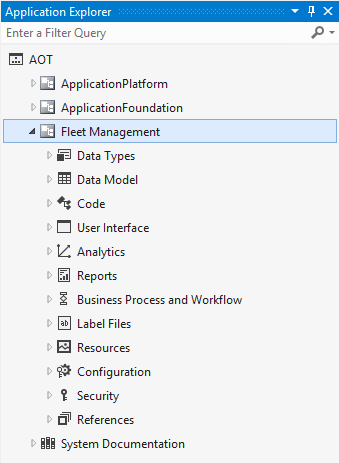 Application Explorer
Enter a Filter Query
AOT
ApplicationPlatform
ApplicationFoundation
Fleet Management
Data Types
Data Model
Code
User Interface
Analytics
Reports
Business Process and Workflow
Label Files
Resources
Configuration
Security
References
System Documentation